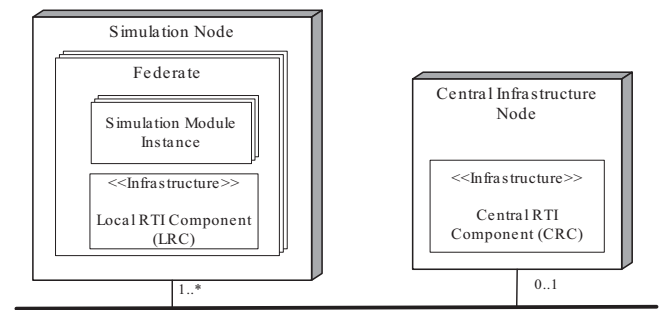 Simulation Node
Federate
Simulation Module
Instance
<<Infrastructure>>
Local RTI Component
(LRC)
1..*
Central Infrastructure
Node
<<Infrastructure>>
Central RTI
Component (CRC)
0..1